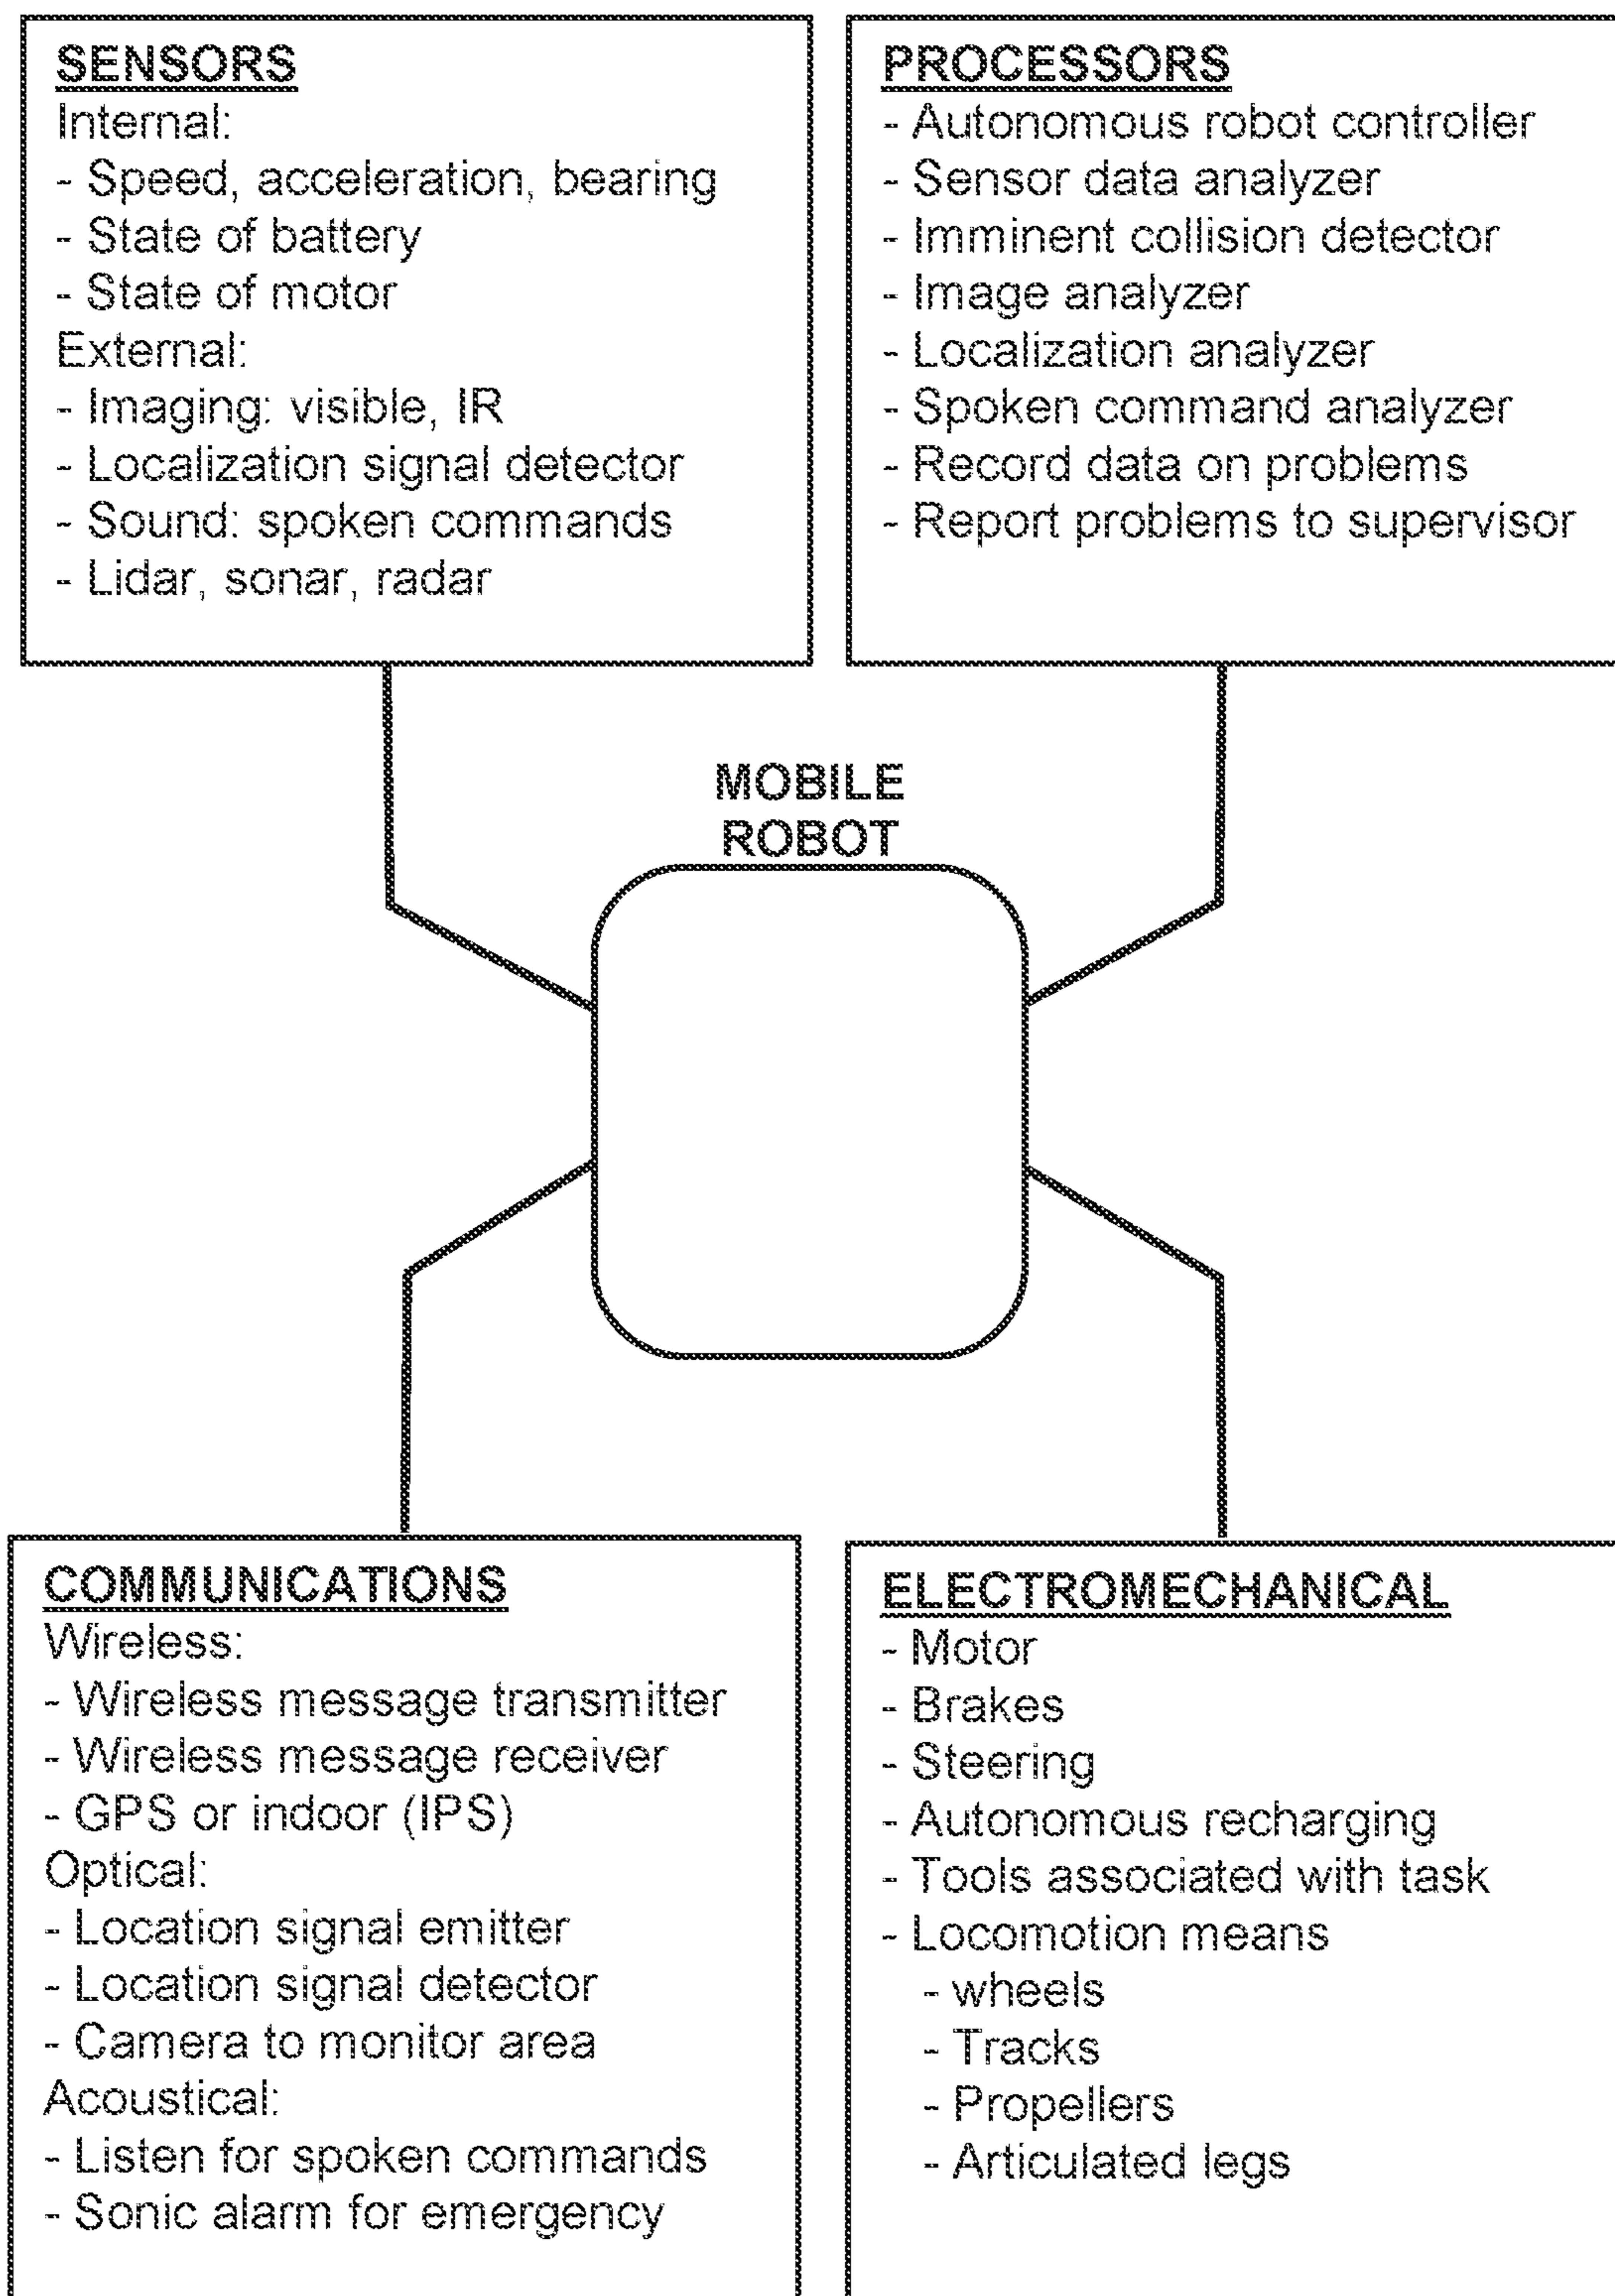 SENSORS
Internal:
- Speed, acceleration, bearing
- State of battery
- State of motor
External:
- Imaging: visible, IR
- Localization signal detector
- Sound: spoken commands
- Lidar, sonar, radar
PROCESSORS
- Autonomous robot controller
- Sensor data analyzer
- Imminent collision detector
- Image analyzer
- Localization analyzer
- Spoken command analyzer
- Record data on problems
- Report problems to supervisor
MOBILE
ROBOT
COMMUNICATIONS
Wireless:
- Wireless message transmitter
- Wireless message receiver
- GPS or indoor (IPS)
Optical:
- Location signal emitter
- Location signal detector
- Camera to monitor area
Acoustical:
- Listen for spoken commands
- Sonic alarm for emergency
ELECTROMECHANICAL
- Motor
- Brakes
- Steering
- Autonomous recharging
- Tools associated with task
- Locomotion means
- wheels
- Tracks
- Propellers
- Articulated legs